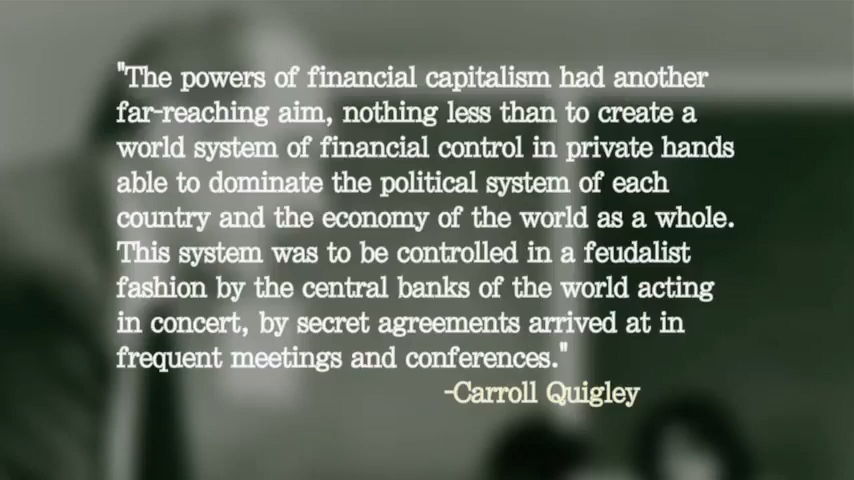 "The powers of financial capitalism had another
far-reaching aim, nothing less than to create a
world system of financial control in private hands
able to dominate the political system of each
country and the economy of the world as a whole.
This system was to be controlled in a feudalist
fashion by the central banks of the world acting
in concert, by secret agreements arrived at in
frequent meetings and conferences."
-Carroll Quigley